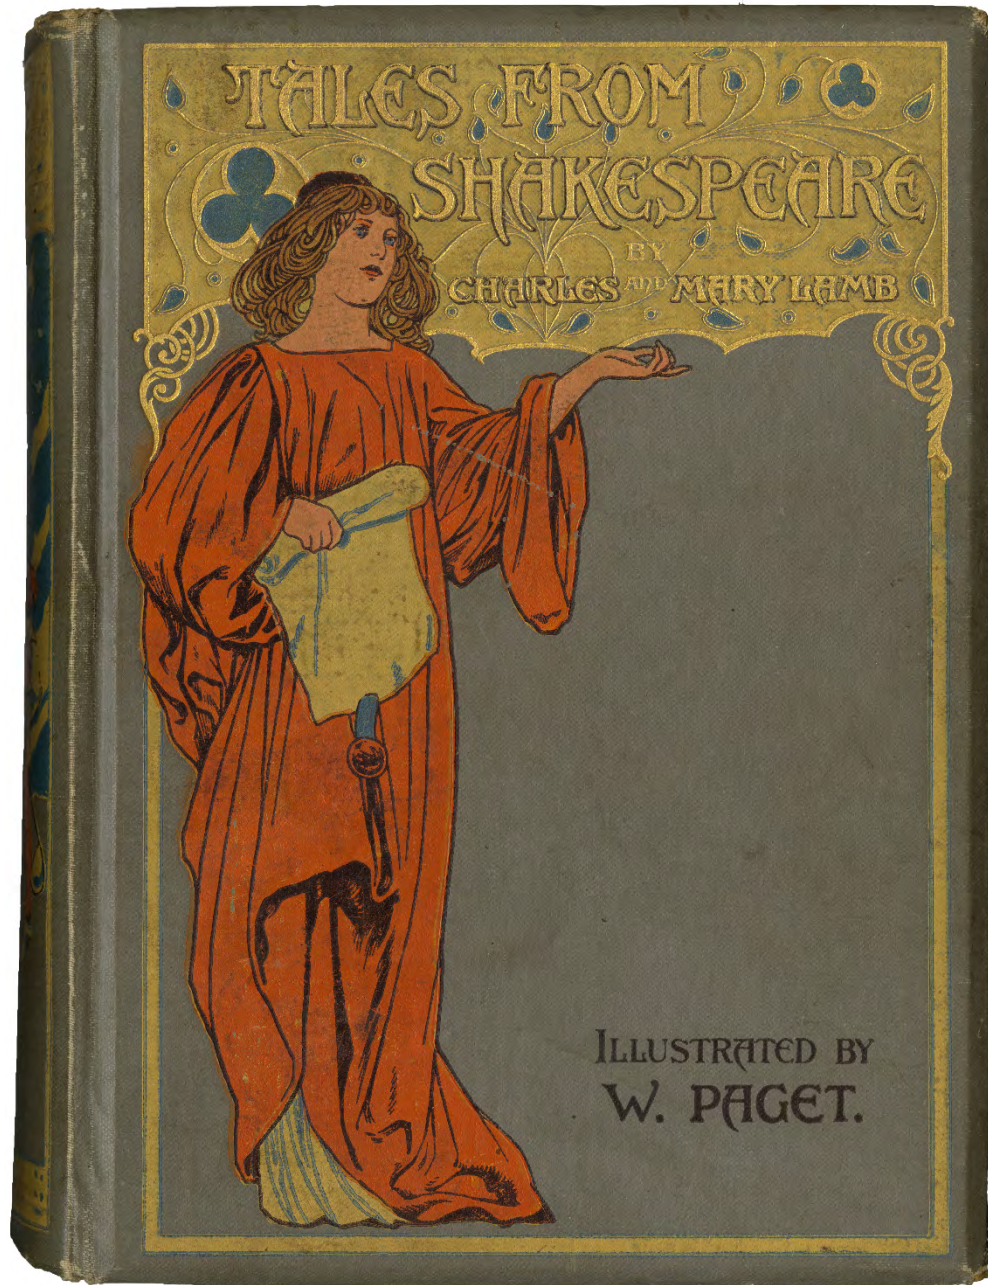 TALES FROM
SHAKESPEARE
BY
CHARLES AND MARY LAMB
ILLUSTRATED BY
W. PAGET.